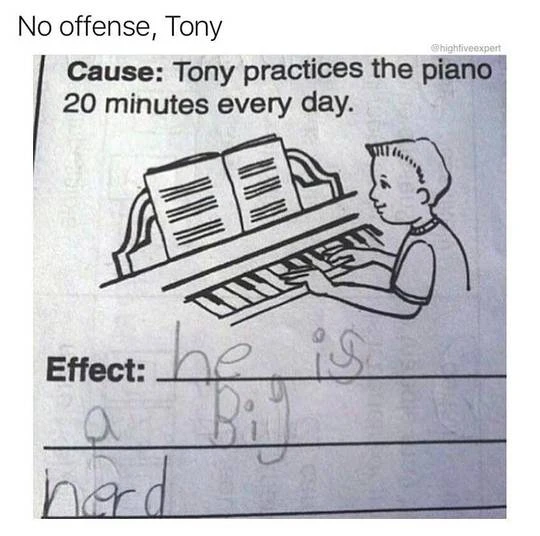 No offense, Tony
@highfiveexpert
Cause: Tony practices the piano
20 minutes every day.
Effect: he is
a Big
nerd